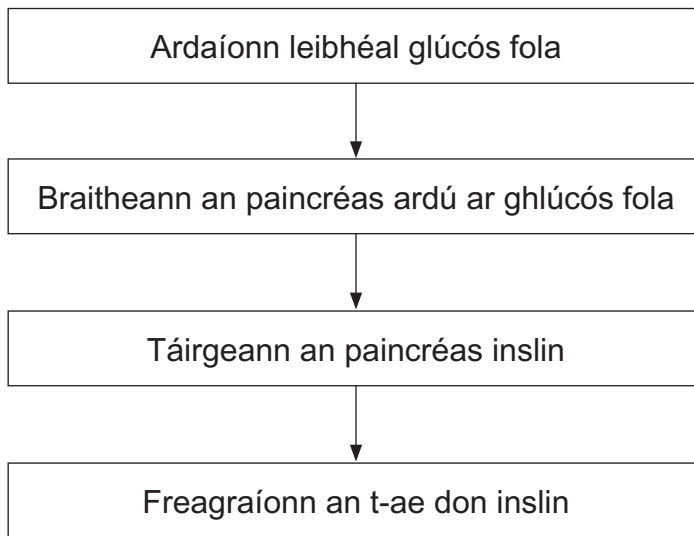 Ardaíonn leibhéal glúcós fola
Braitheann an paincréas ardú ar ghlúcós fola
Táirgeann an paincréas inslin
Freagraíonn an t-ae don inslin